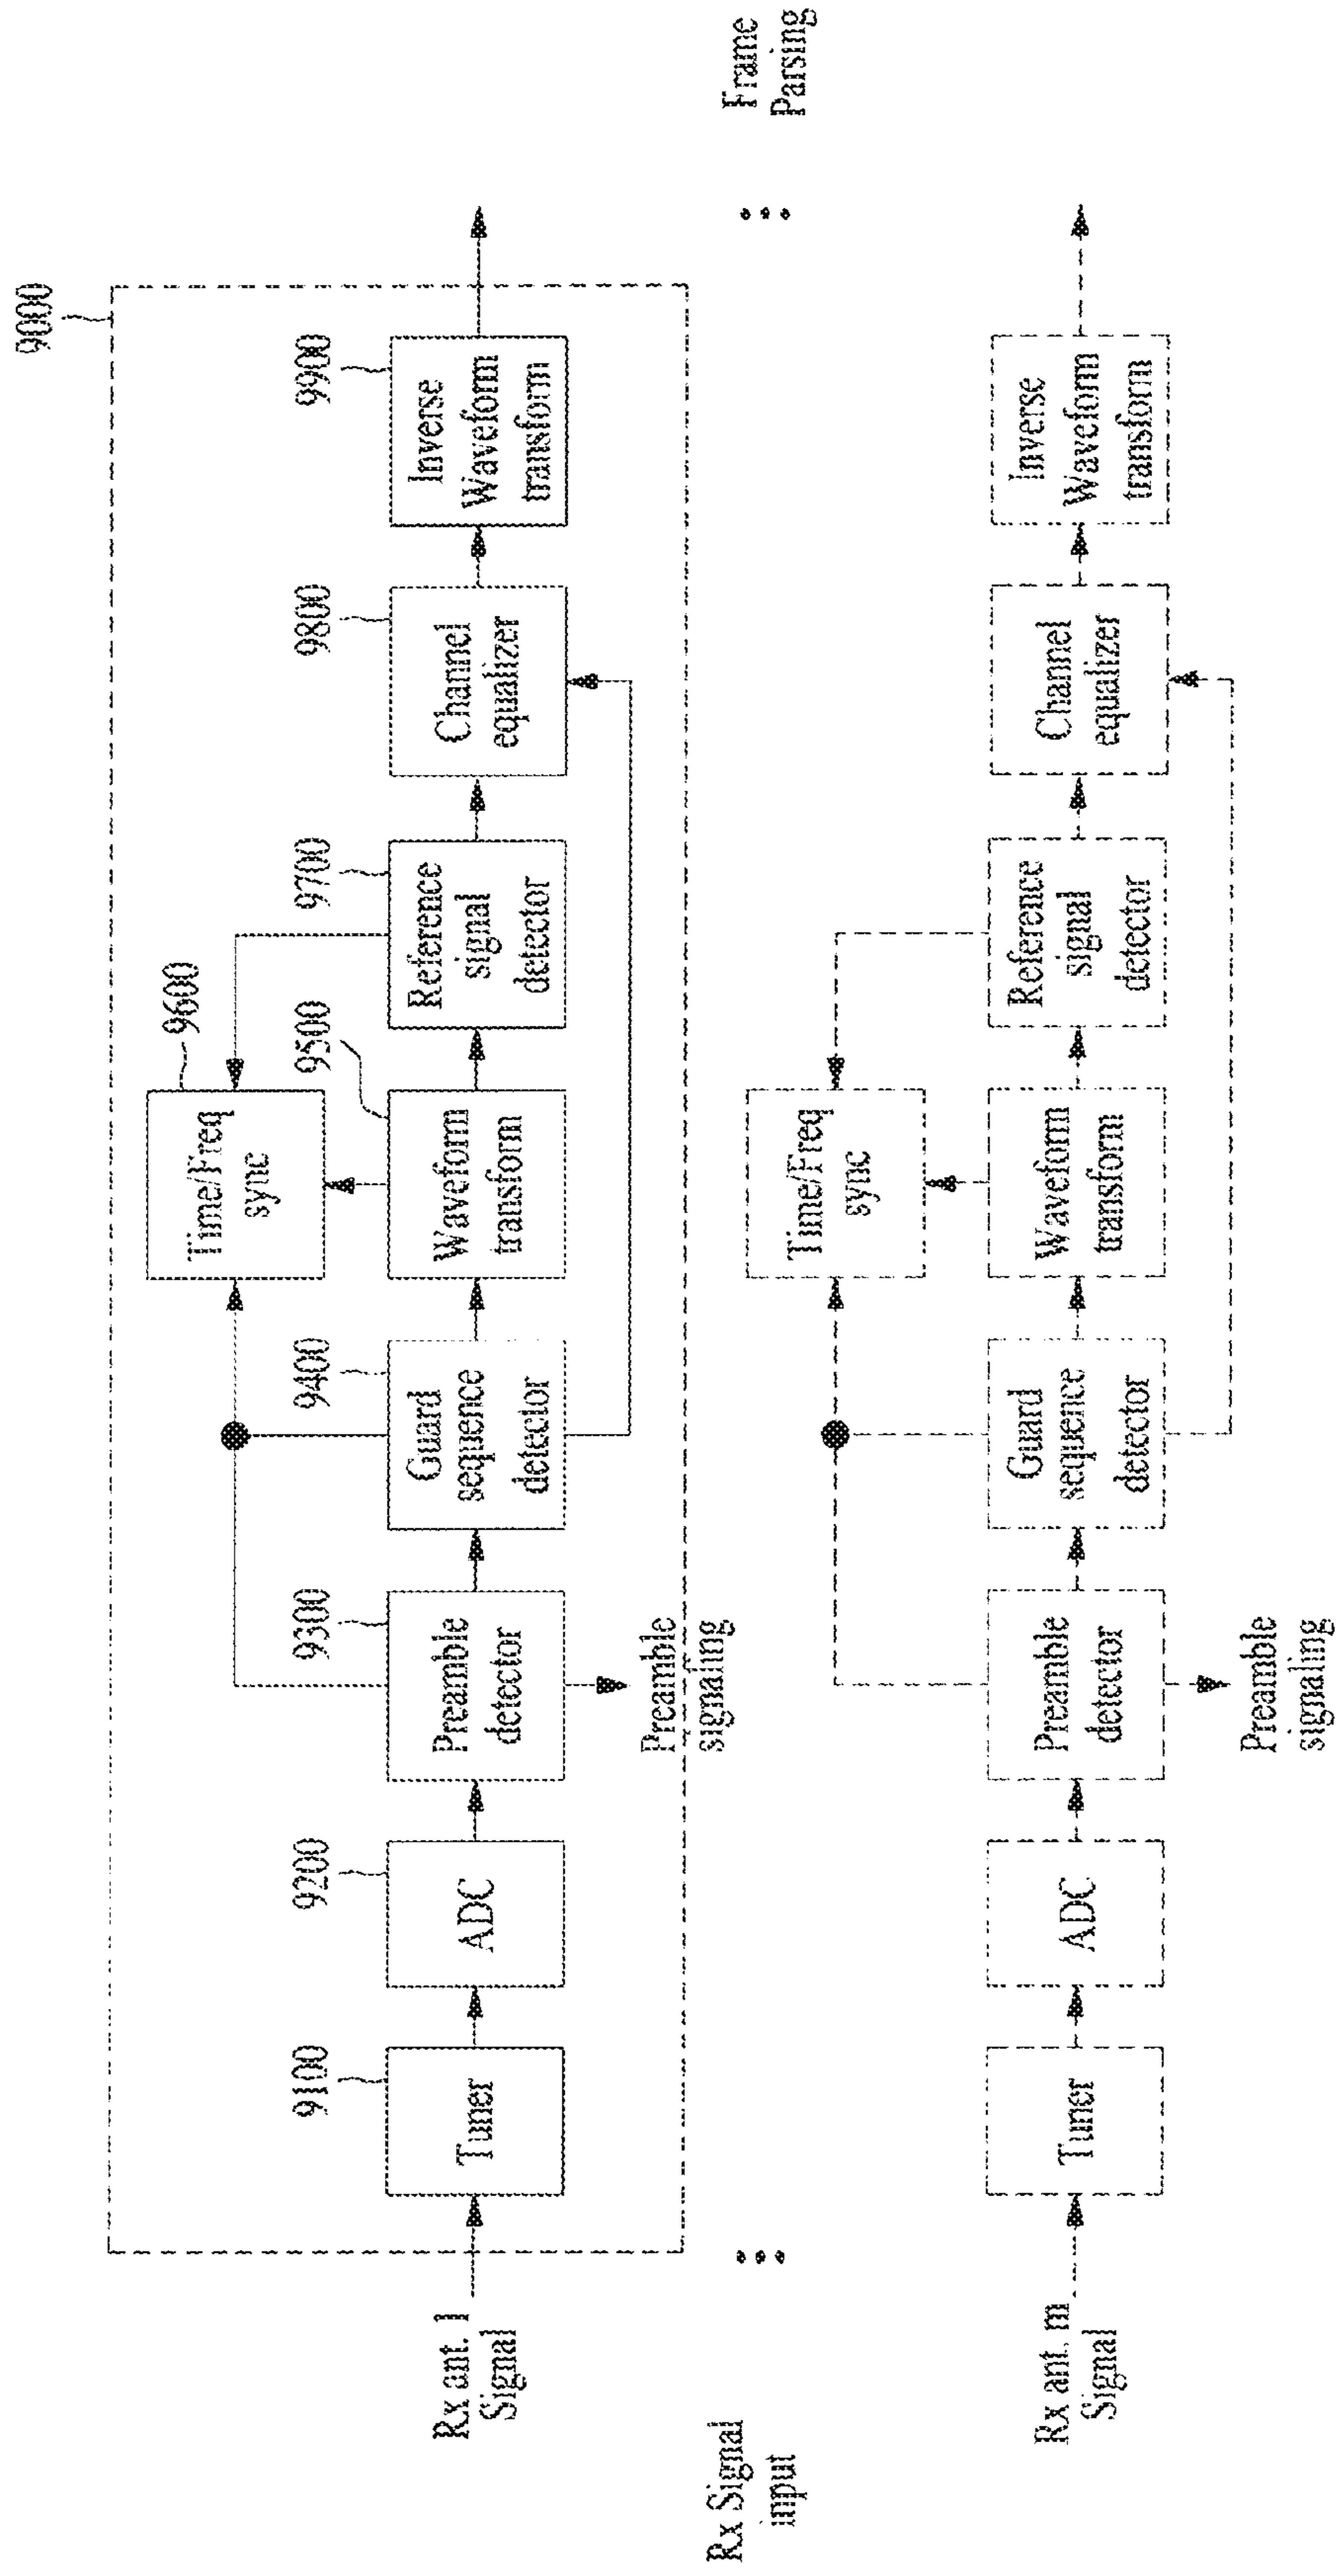 9000
Rx Signal
input
Rx ant. 1
Signal
9100
Tuner
9200
ADC
9300
Preamble
detector
Preamble
signaling
9400
Guard
sequence
detector
9500
Waveform
transform
9600
Time/Freq
sync
9700
Reference
signal
detector
9800
Channel
equalizer
9900
Inverse
Waveform
transform
Frame
Parsing
Rx ant. m
Signal
Tuner
ADC
Preamble
detector
Preamble
signaling
Guard
sequence
detector
Waveform
transform
Time/Freq
sync
Reference
signal
detector
Channel
equalizer
Inverse
Waveform
transform